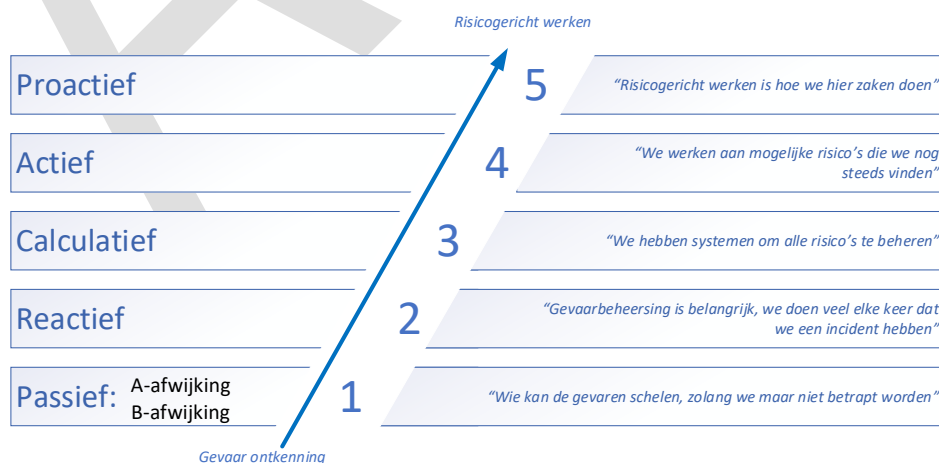 Risicogericht werken
Proactief
5
“Risicogericht werken is hoe we hier zaken doen”
Actief
4
“We werken aan mogelijke risico’s die we nog
steeds vinden”
Calculatief
3
“We hebben systemen om alle risico’s te beheren”
Reactief
2
“Gevaarbeheersing is belangrijk, we doen veel elke keer dat
we een incident hebben”
Passief:
A-afwijking
B-afwijking
1
“Wie kan de gevaren schelen, zolang we maar niet betrapt worden”
Gevaar ontkenning